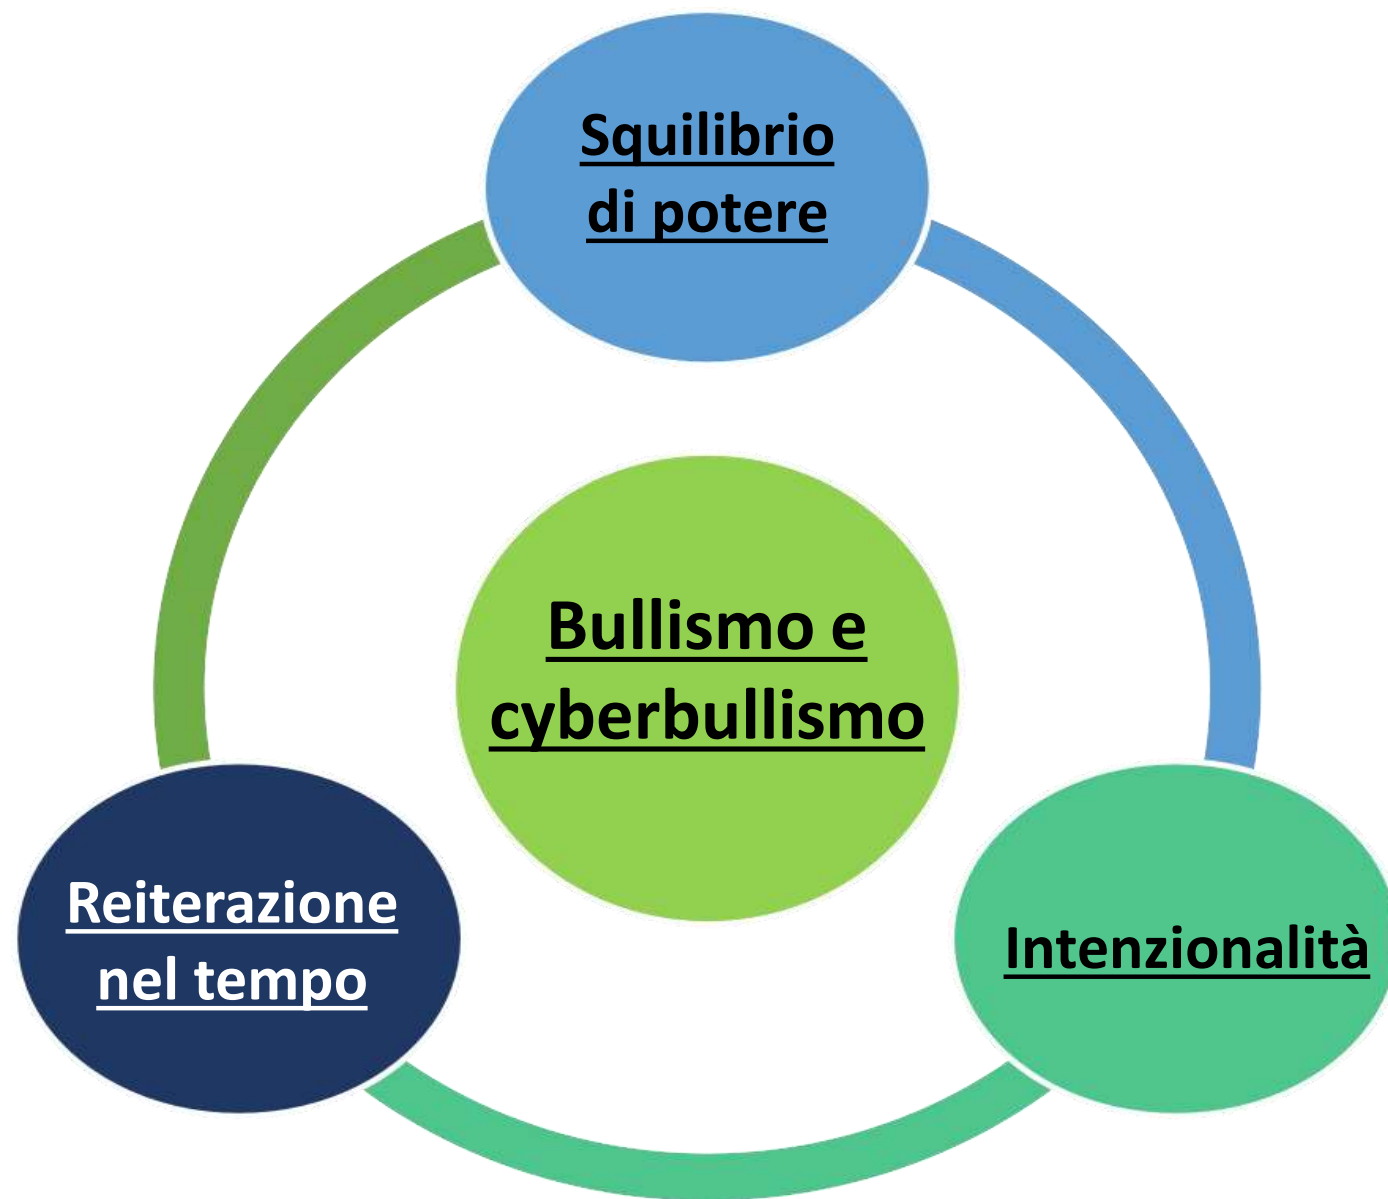 Squilibrio
di potere
Bullismo e
cyberbullismo
Reiterazione
nel tempo
Intenzionalità